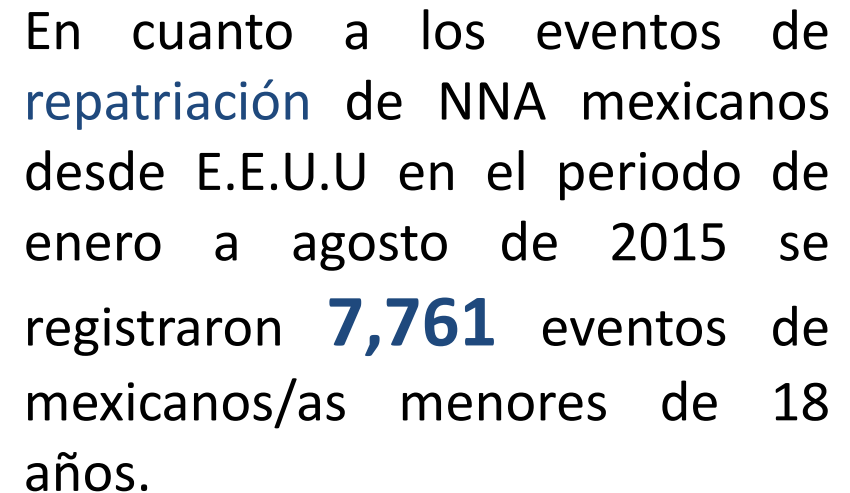 En cuanto a los eventos de
repatriación de NNA mexicanos
desde E.E.U.U en el periodo de
enero a agosto de 2015 se
registraron 7,761 eventos de
mexicanos/as menores de 18
años.